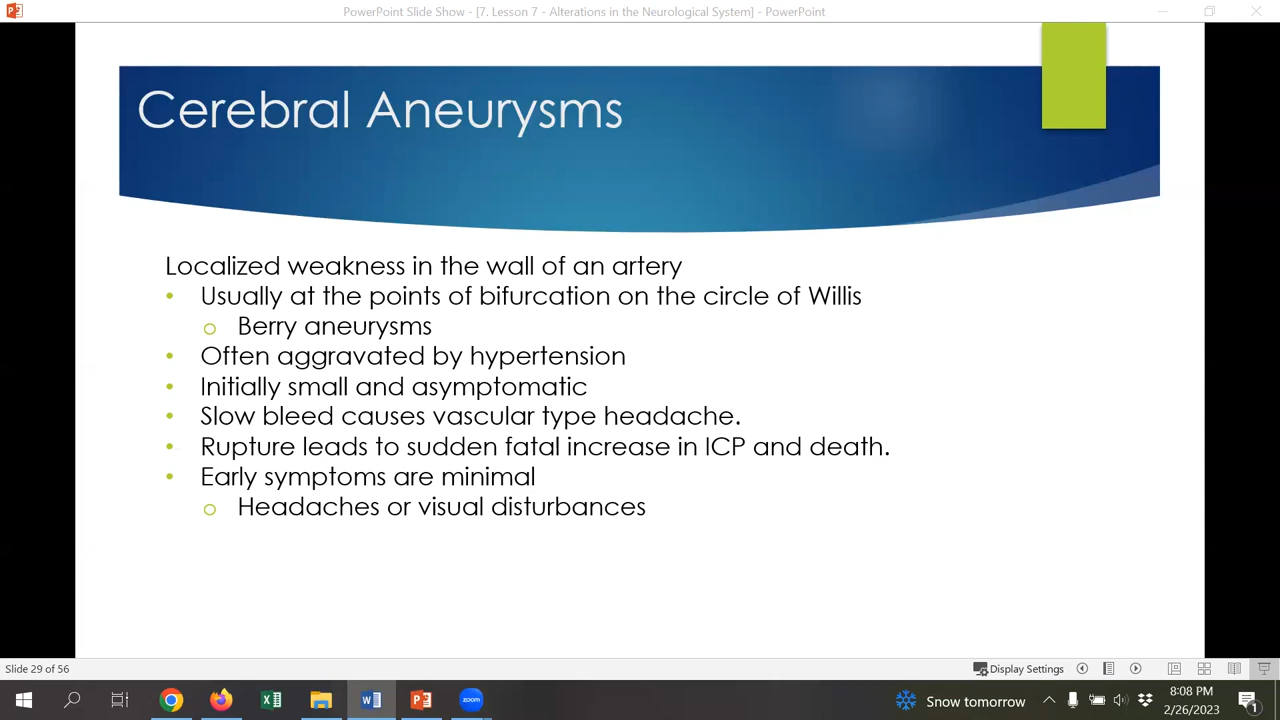 PowerPoint Slide Show - [7. Lesson 7 - Alterations in the Neurological System] - PowerPoint
Cerebral Aneurysms
Localized weakness in the wall of an artery
• Usually at the points of bifurcation on the circle of Willis
o Berry aneurysms
• Often aggravated by hypertension
• Initially small and asymptomatic
• Slow bleed causes vascular type headache.
• Rupture leads to sudden fatal increase in ICP and death.
• Early symptoms are minimal
o Headaches or visual disturbances
Slide 29 of 56
Display Settings
zoom
Snow tomorrow
8:08 PM
2/26/2023
1